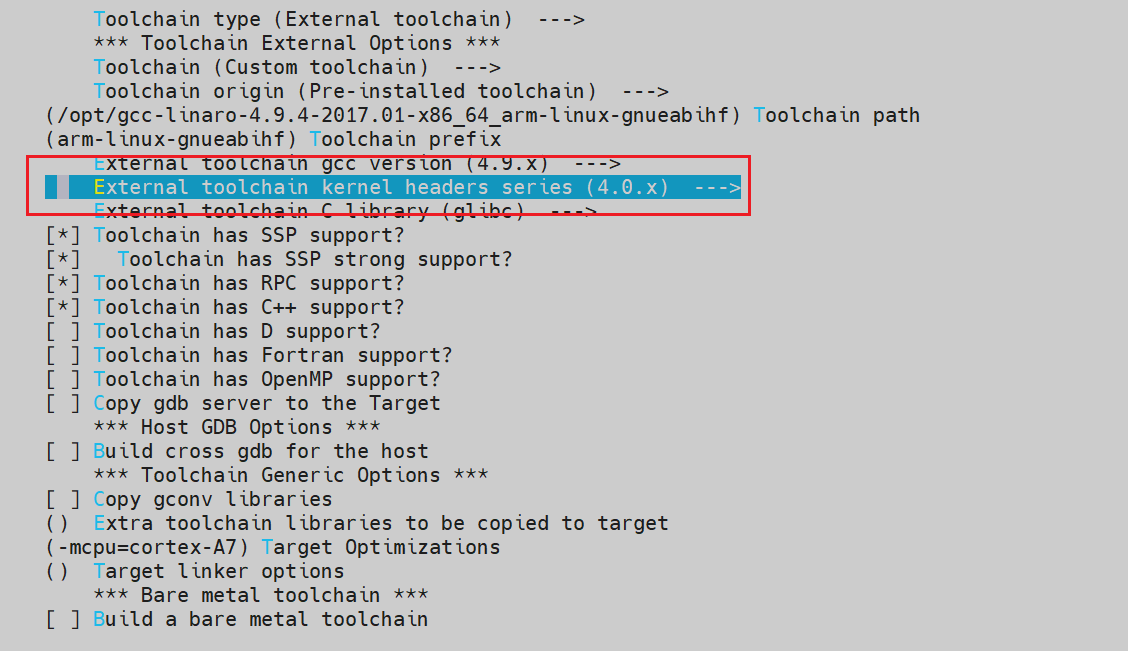 Toolchain type (External toolchain)  --->
*** Toolchain External Options ***
Toolchain (Custom toolchain)  --->
Toolchain origin (Pre-installed toolchain)  --->
(/opt/gcc-linaro-4.9.4-2017.01-x86_64_arm-linux-gnueabihf) Toolchain path
(arm-linux-gnueabihf) Toolchain prefix
External toolchain gcc version (4.9.x)  --->
External toolchain kernel headers series (4.0.x)  --->
External toolchain C library (glibc)  --->
[*] Toolchain has SSP support?
[*]   Toolchain has SSP strong support?
[*] Toolchain has RPC support?
[*] Toolchain has C++ support?
[ ] Toolchain has D support?
[ ] Toolchain has Fortran support?
[ ] Toolchain has OpenMP support?
[ ] Copy gdb server to the Target
*** Host GDB Options ***
[ ] Build cross gdb for the host
*** Toolchain Generic Options ***
[ ] Copy gconv libraries
()  Extra toolchain libraries to be copied to target
(-mcpu=cortex-A7) Target Optimizations
()  Target linker options
*** Bare metal toolchain ***
[ ] Build a bare metal toolchain